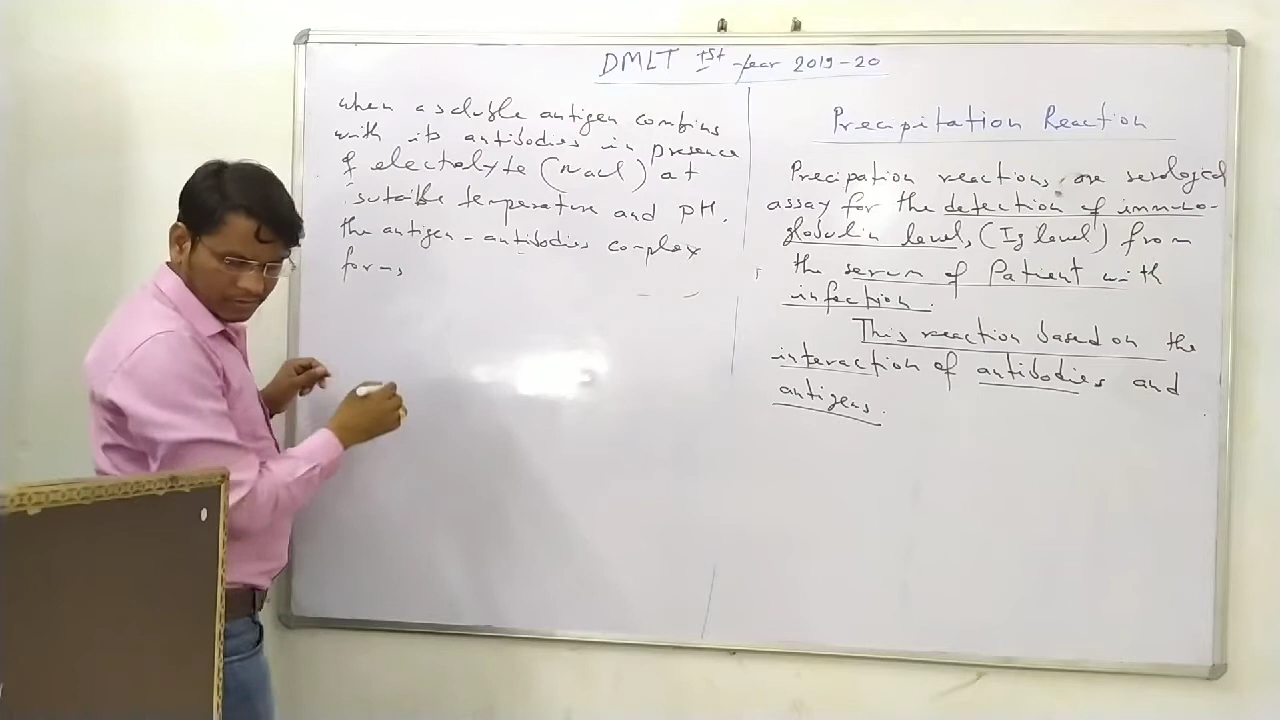 DMLT Ist year 2019-20
when a soluble antigen combins
with its antibodies in presence
of electolyte (Nacl) at
suitable temperature and PH.
the antigen-antibodies complex
forms
Precipitation Reaction
Precipation reactions are serological
assay for the detection of immuno-
globulin level, (Ig level) from
the serum of Patient with
infection.
This reaction based on the
interaction of antibodies and
antigens.